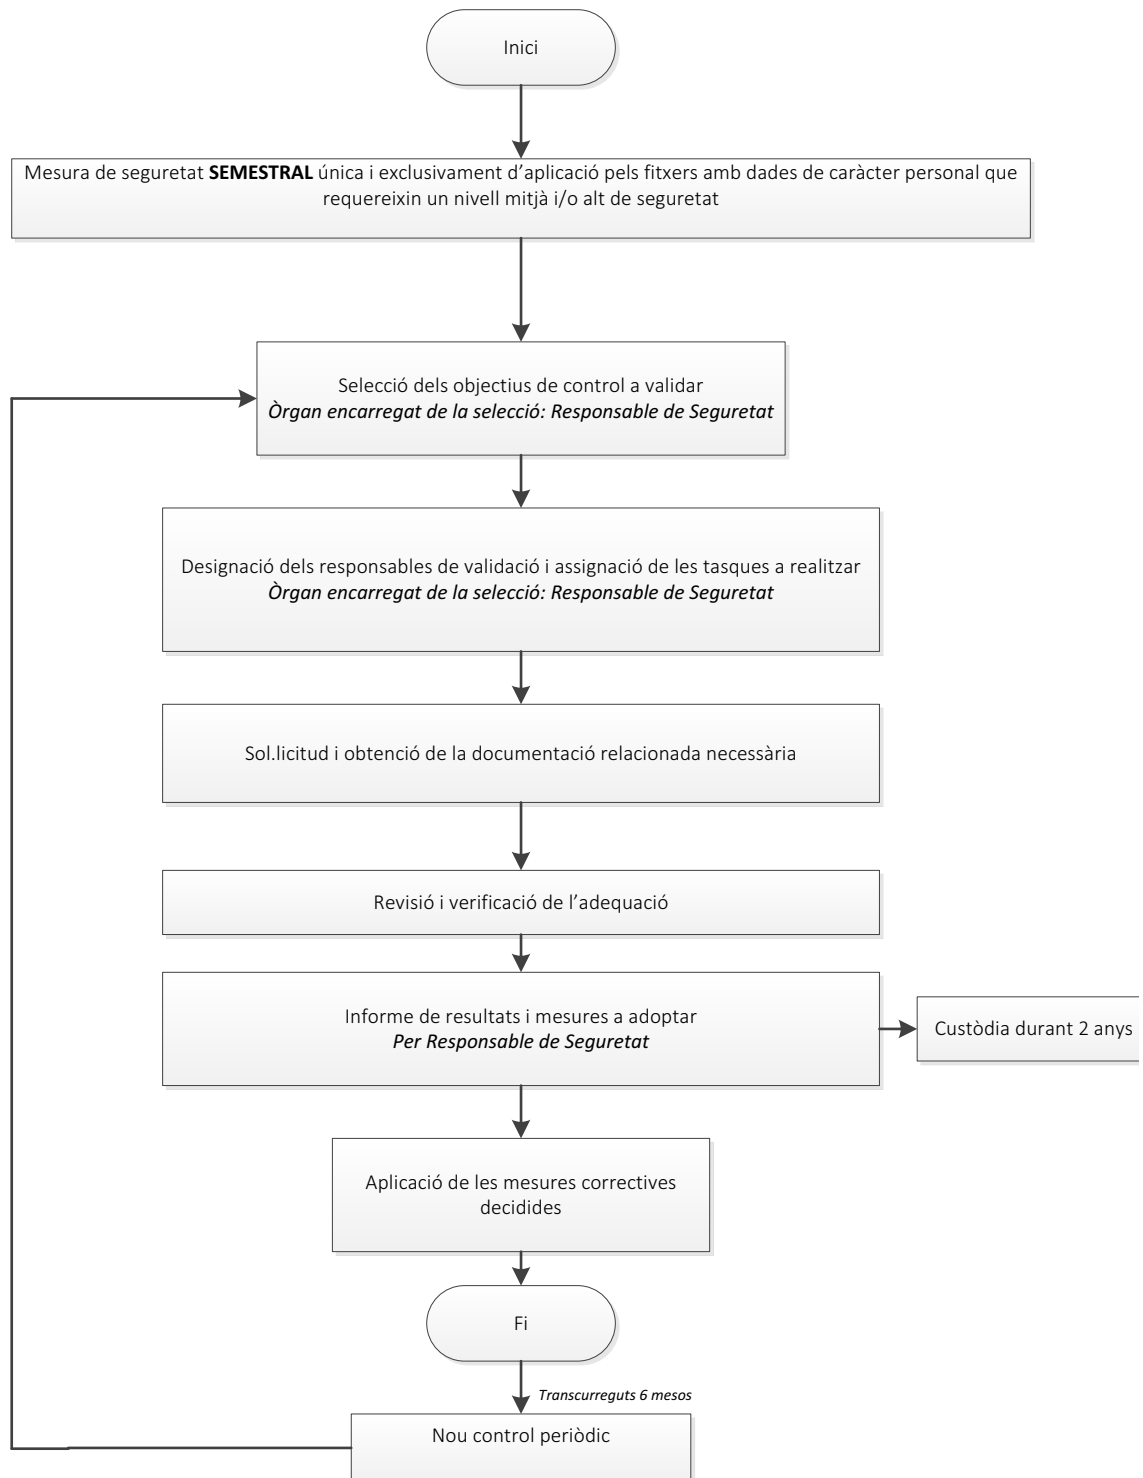 Inici
Mesura de seguretat SEMESTRAL única i exclusivament d’aplicació pels fitxers amb dades de caràcter personal que
requereixin un nivell mitjà i/o alt de seguretat
Selecció dels objectius de control a validar
Òrgan encarregat de la selecció: Responsable de Seguretat
Designació dels responsables de validació i assignació de les tasques a realitzar
Òrgan encarregat de la selecció: Responsable de Seguretat
Sol.licitud i obtenció de la documentació relacionada necessària
Revisió i verificació de l’adequació
Informe de resultats i mesures a adoptar
Per Responsable de Seguretat
Custòdia durant 2 anys
Aplicació de les mesures correctives
decidides
Fi
Transcurreguts 6 mesos
Nou control periòdic